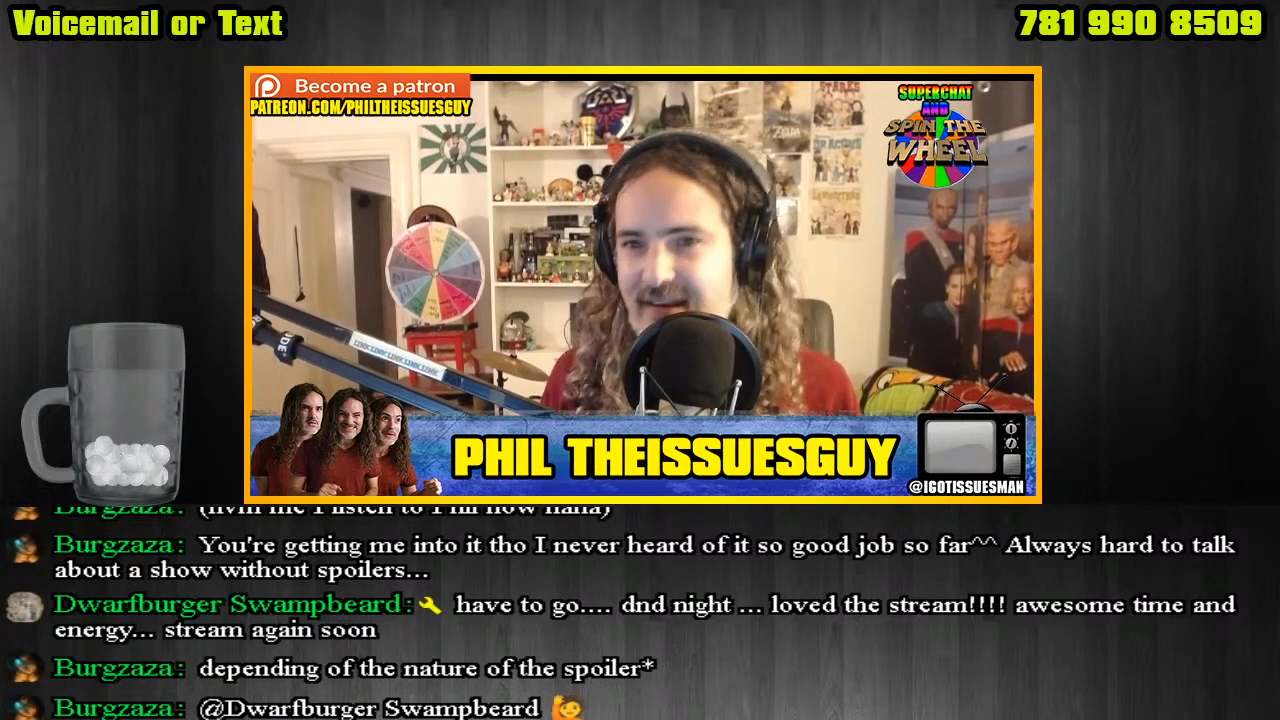 Voicemail or Text
781 990 8509
Become a patron
PATREON.COM/PHILTHEISSUESGUY
SUPERCHAT
AND
SPIN THE
WHEEL
STARKS
ZELDA
PHIL THEISSUESGUY
@IGOTISSUESMAN
Burgzaza:
Burgzaza: You're getting me into it tho I never heard of it so good job so far^^ Always hard to talk
about a show without spoilers...
Dwarfburger Swampbeard: have to go.... dnd night ... loved the stream!!!! awesome time and
energy... stream again soon
Burgzaza: depending of the nature of the spoiler*
Burgzaza: @Dwarfburger Swampbeard 🙋